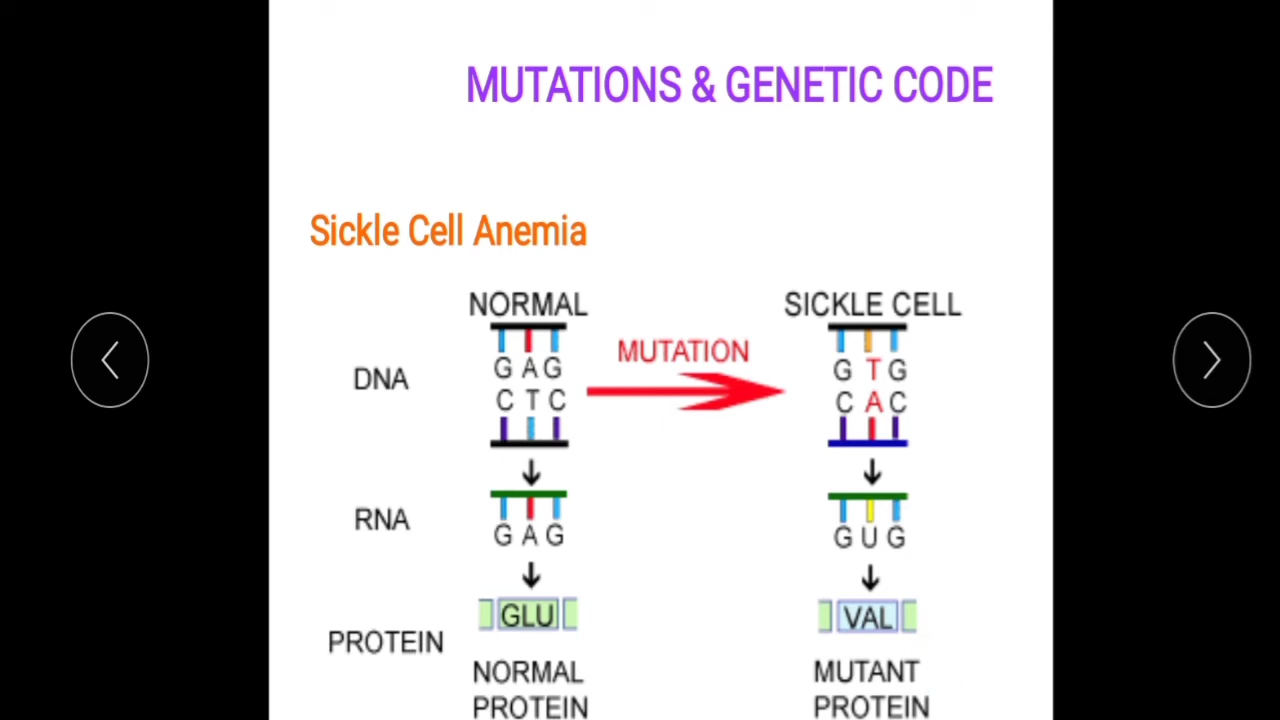 MUTATIONS & GENETIC CODE
Sickle Cell Anemia
NORMAL SICKLE CELL
MUTATION
DNA
G A G G T G
C T C C A C
RNA
G A G G U G
GLU VAL
PROTEIN
NORMAL MUTANT
PROTEIN PROTEIN